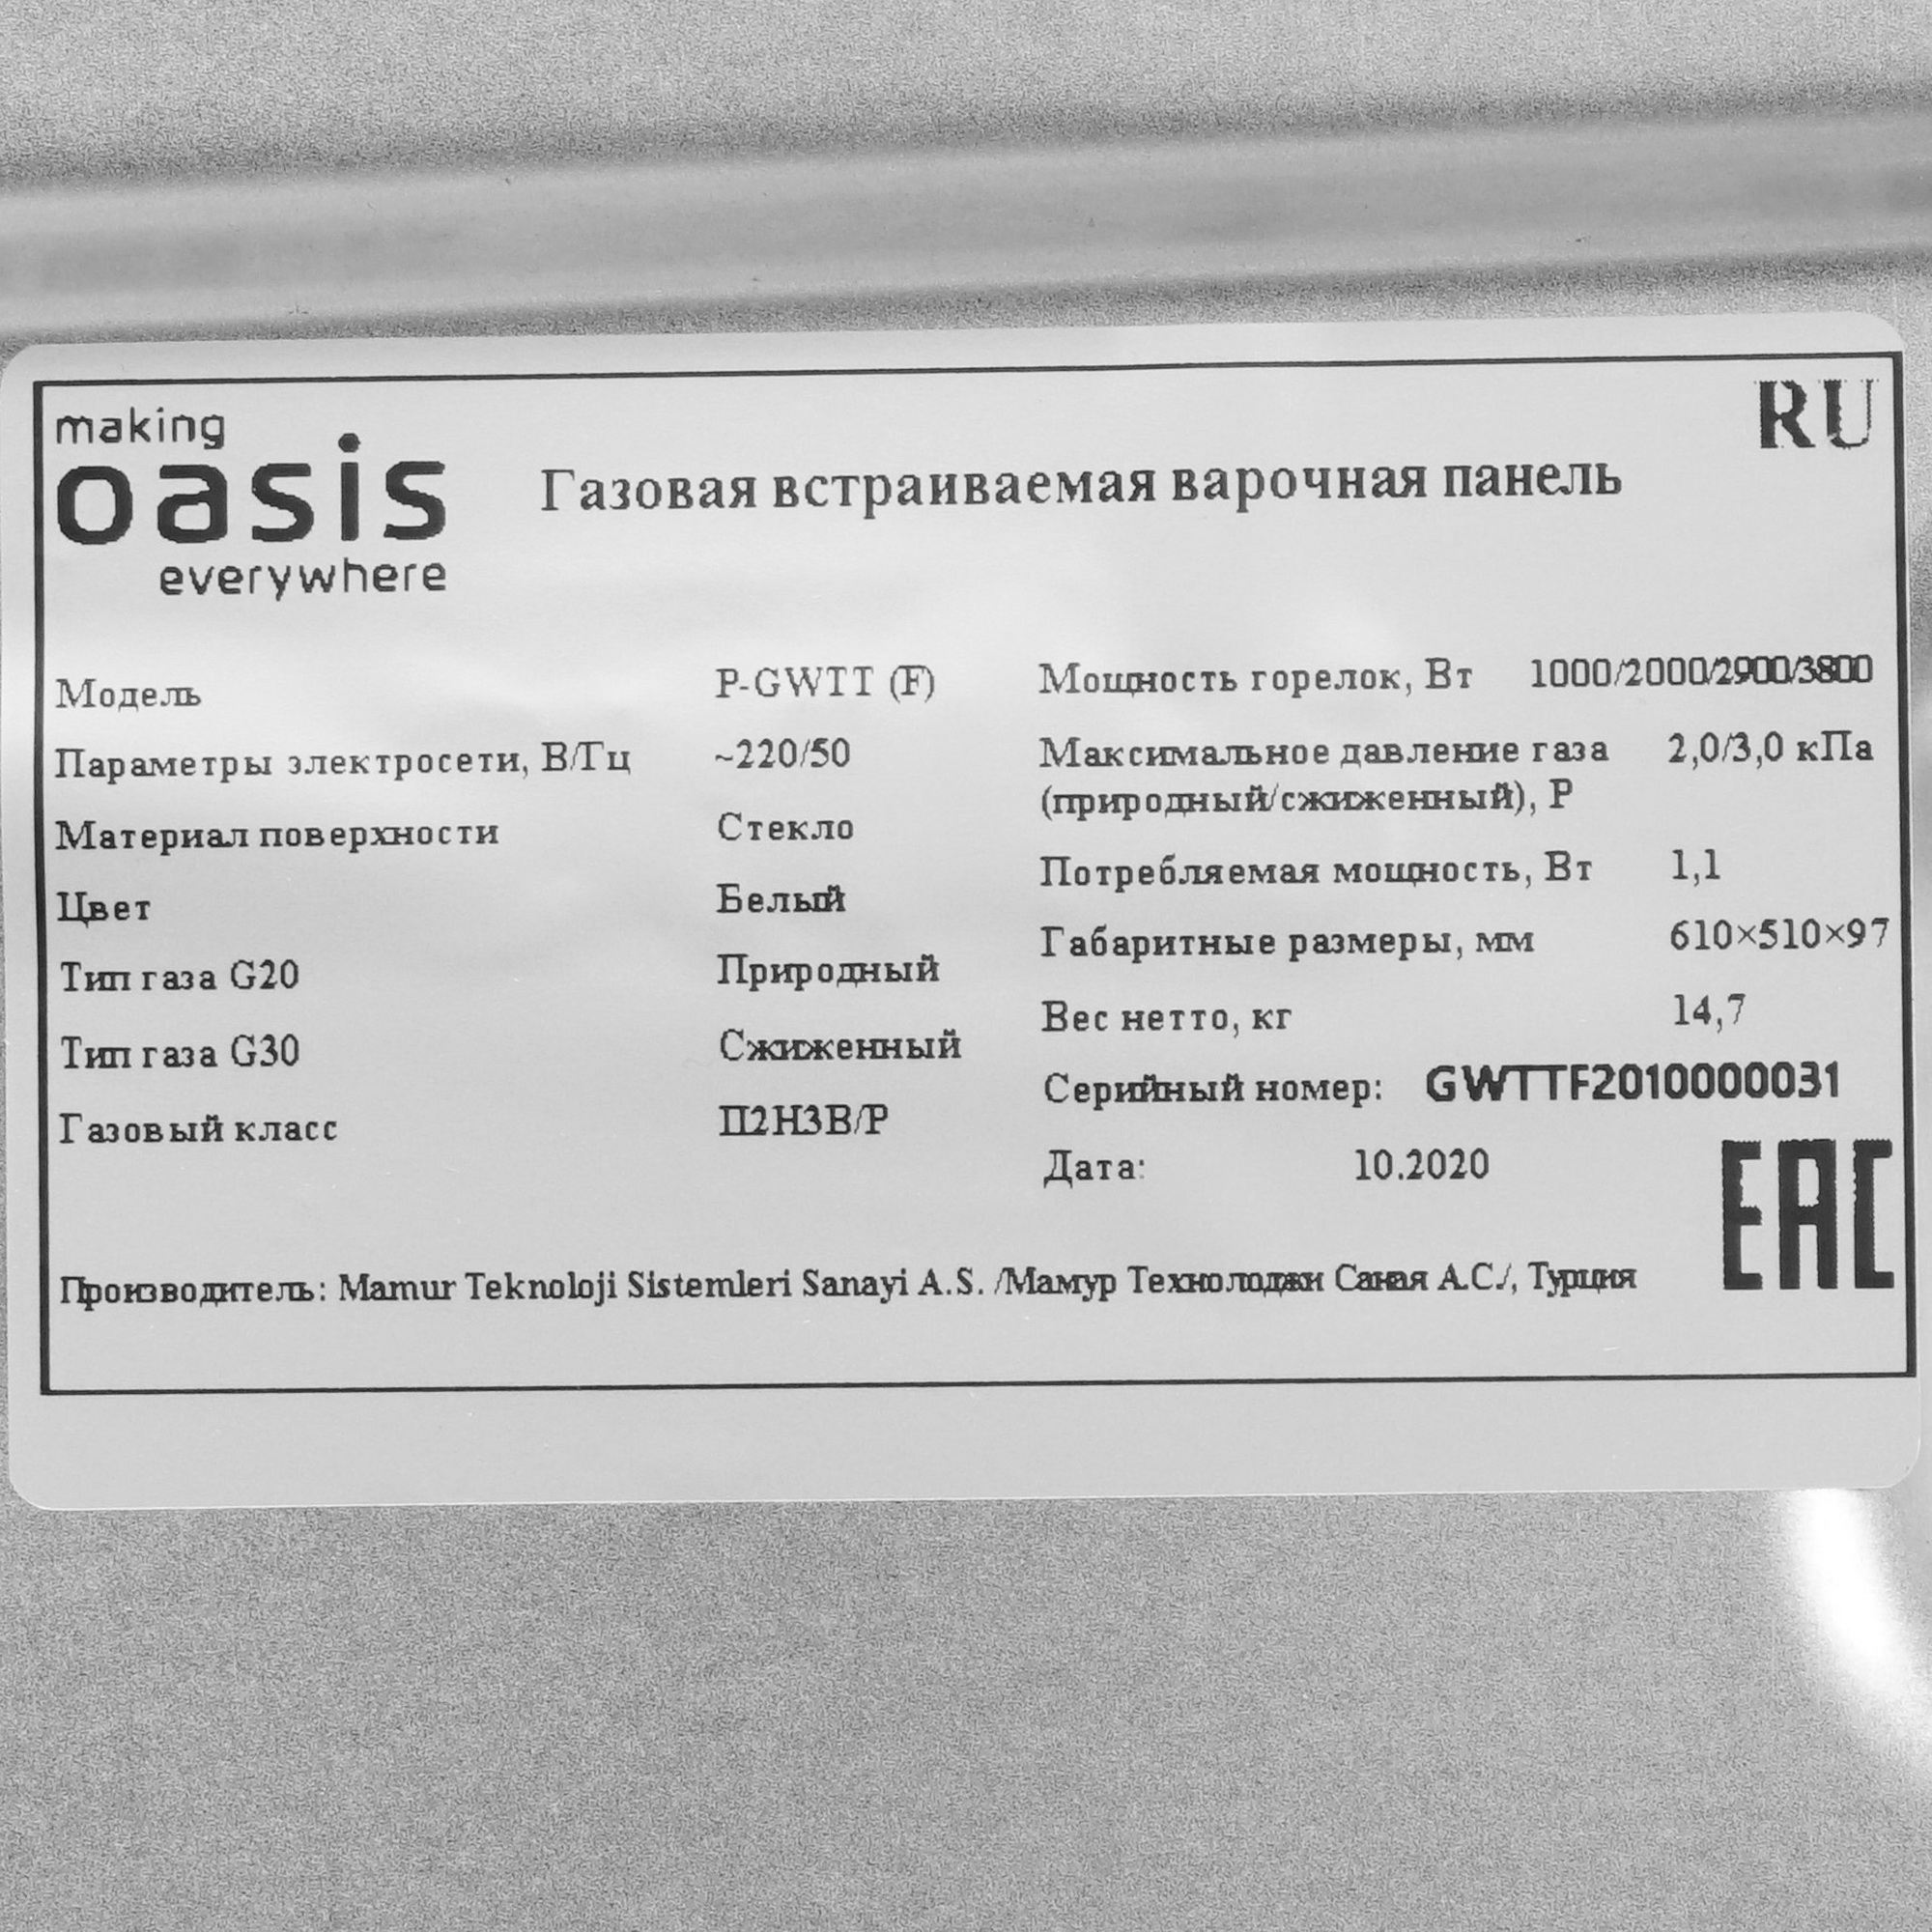 making
oasis
everywhere
Газовая встраиваемая варочная панель
RU
Модель P-GWTT (F)
Параметры электросети, В/Гц ~220/50
Материал поверхности Стекло
Цвет Белый
Тип газа G20 Природный
Тип газа G30 Сжиженный
Газовый класс П2Н3В/Р
Мощность горелок, Вт 1000/2000/2900/3800
Максимальное давление газа 2,0/3,0 кПа
(природный/сжиженный), Р
Потребляемая мощность, Вт 1,1
Габаритные размеры, мм 610×510×97
Вес нетто, кг 14,7
Серийный номер: GWTTF2010000031
Дата: 10.2020
EAC
Производитель: Mamur Teknoloji Sistemleri Sanayi A.S. /Мамур Технолоджи Саная А.С./, Турция